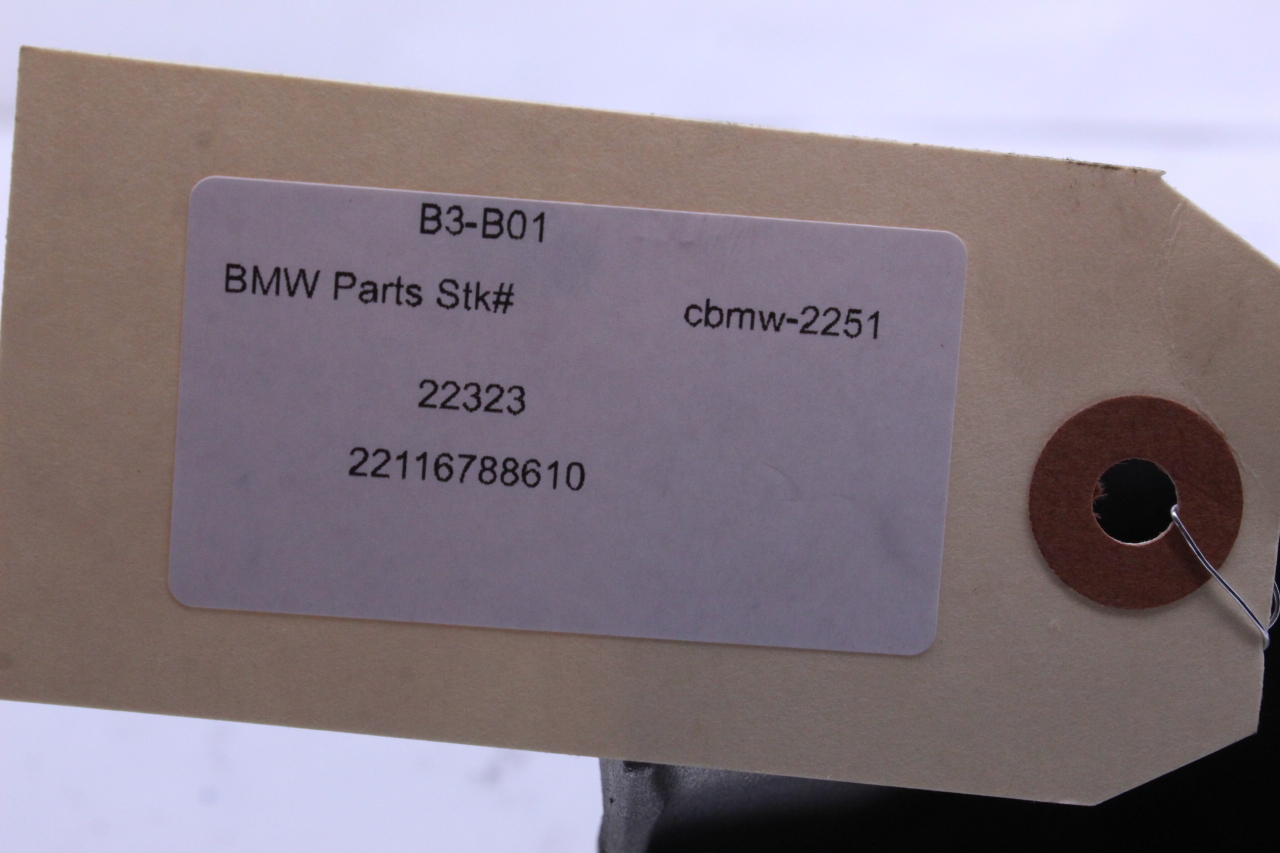 B3-B01
BMW Parts Stk# cbmw-2251
22323
22116788610